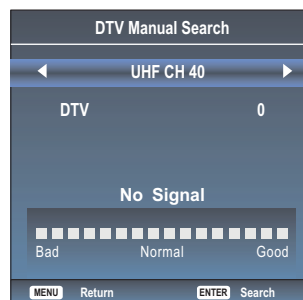 DTV Manual Search
UHF CH 40
DTV 0
No Signal
Bad Normal Good
MENU Return ENTER Search